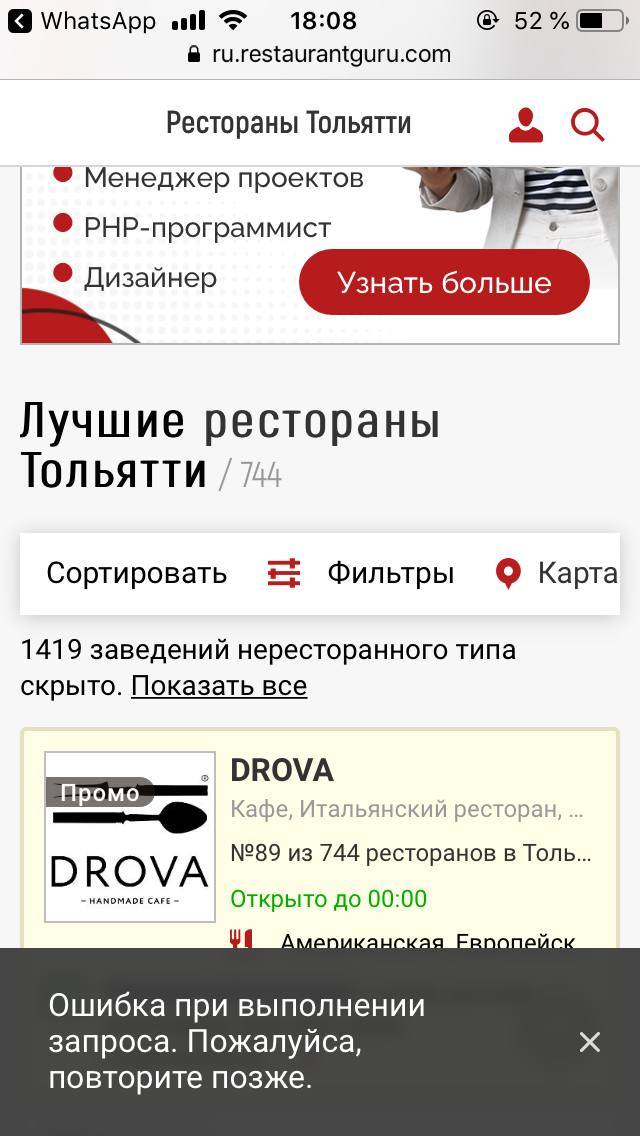 WhatsApp 18:08 52 %
ru.restaurantguru.com
Рестораны Тольятти
Менеджер проектов
PHP-программист
Дизайнер
Узнать больше
Лучшие рестораны
Тольятти / 744
Сортировать Фильтры Карта
1419 заведений нересторанного типа
скрыто. Показать все
Промо
DROVA
– HANDMADE CAFE –
DROVA
Кафе, Итальянский ресторан, ...
№89 из 744 ресторанов в Толь...
Открыто до 00:00
Американская, Европейск
Ошибка при выполнении
запроса. Пожалуйса,
повторите позже.